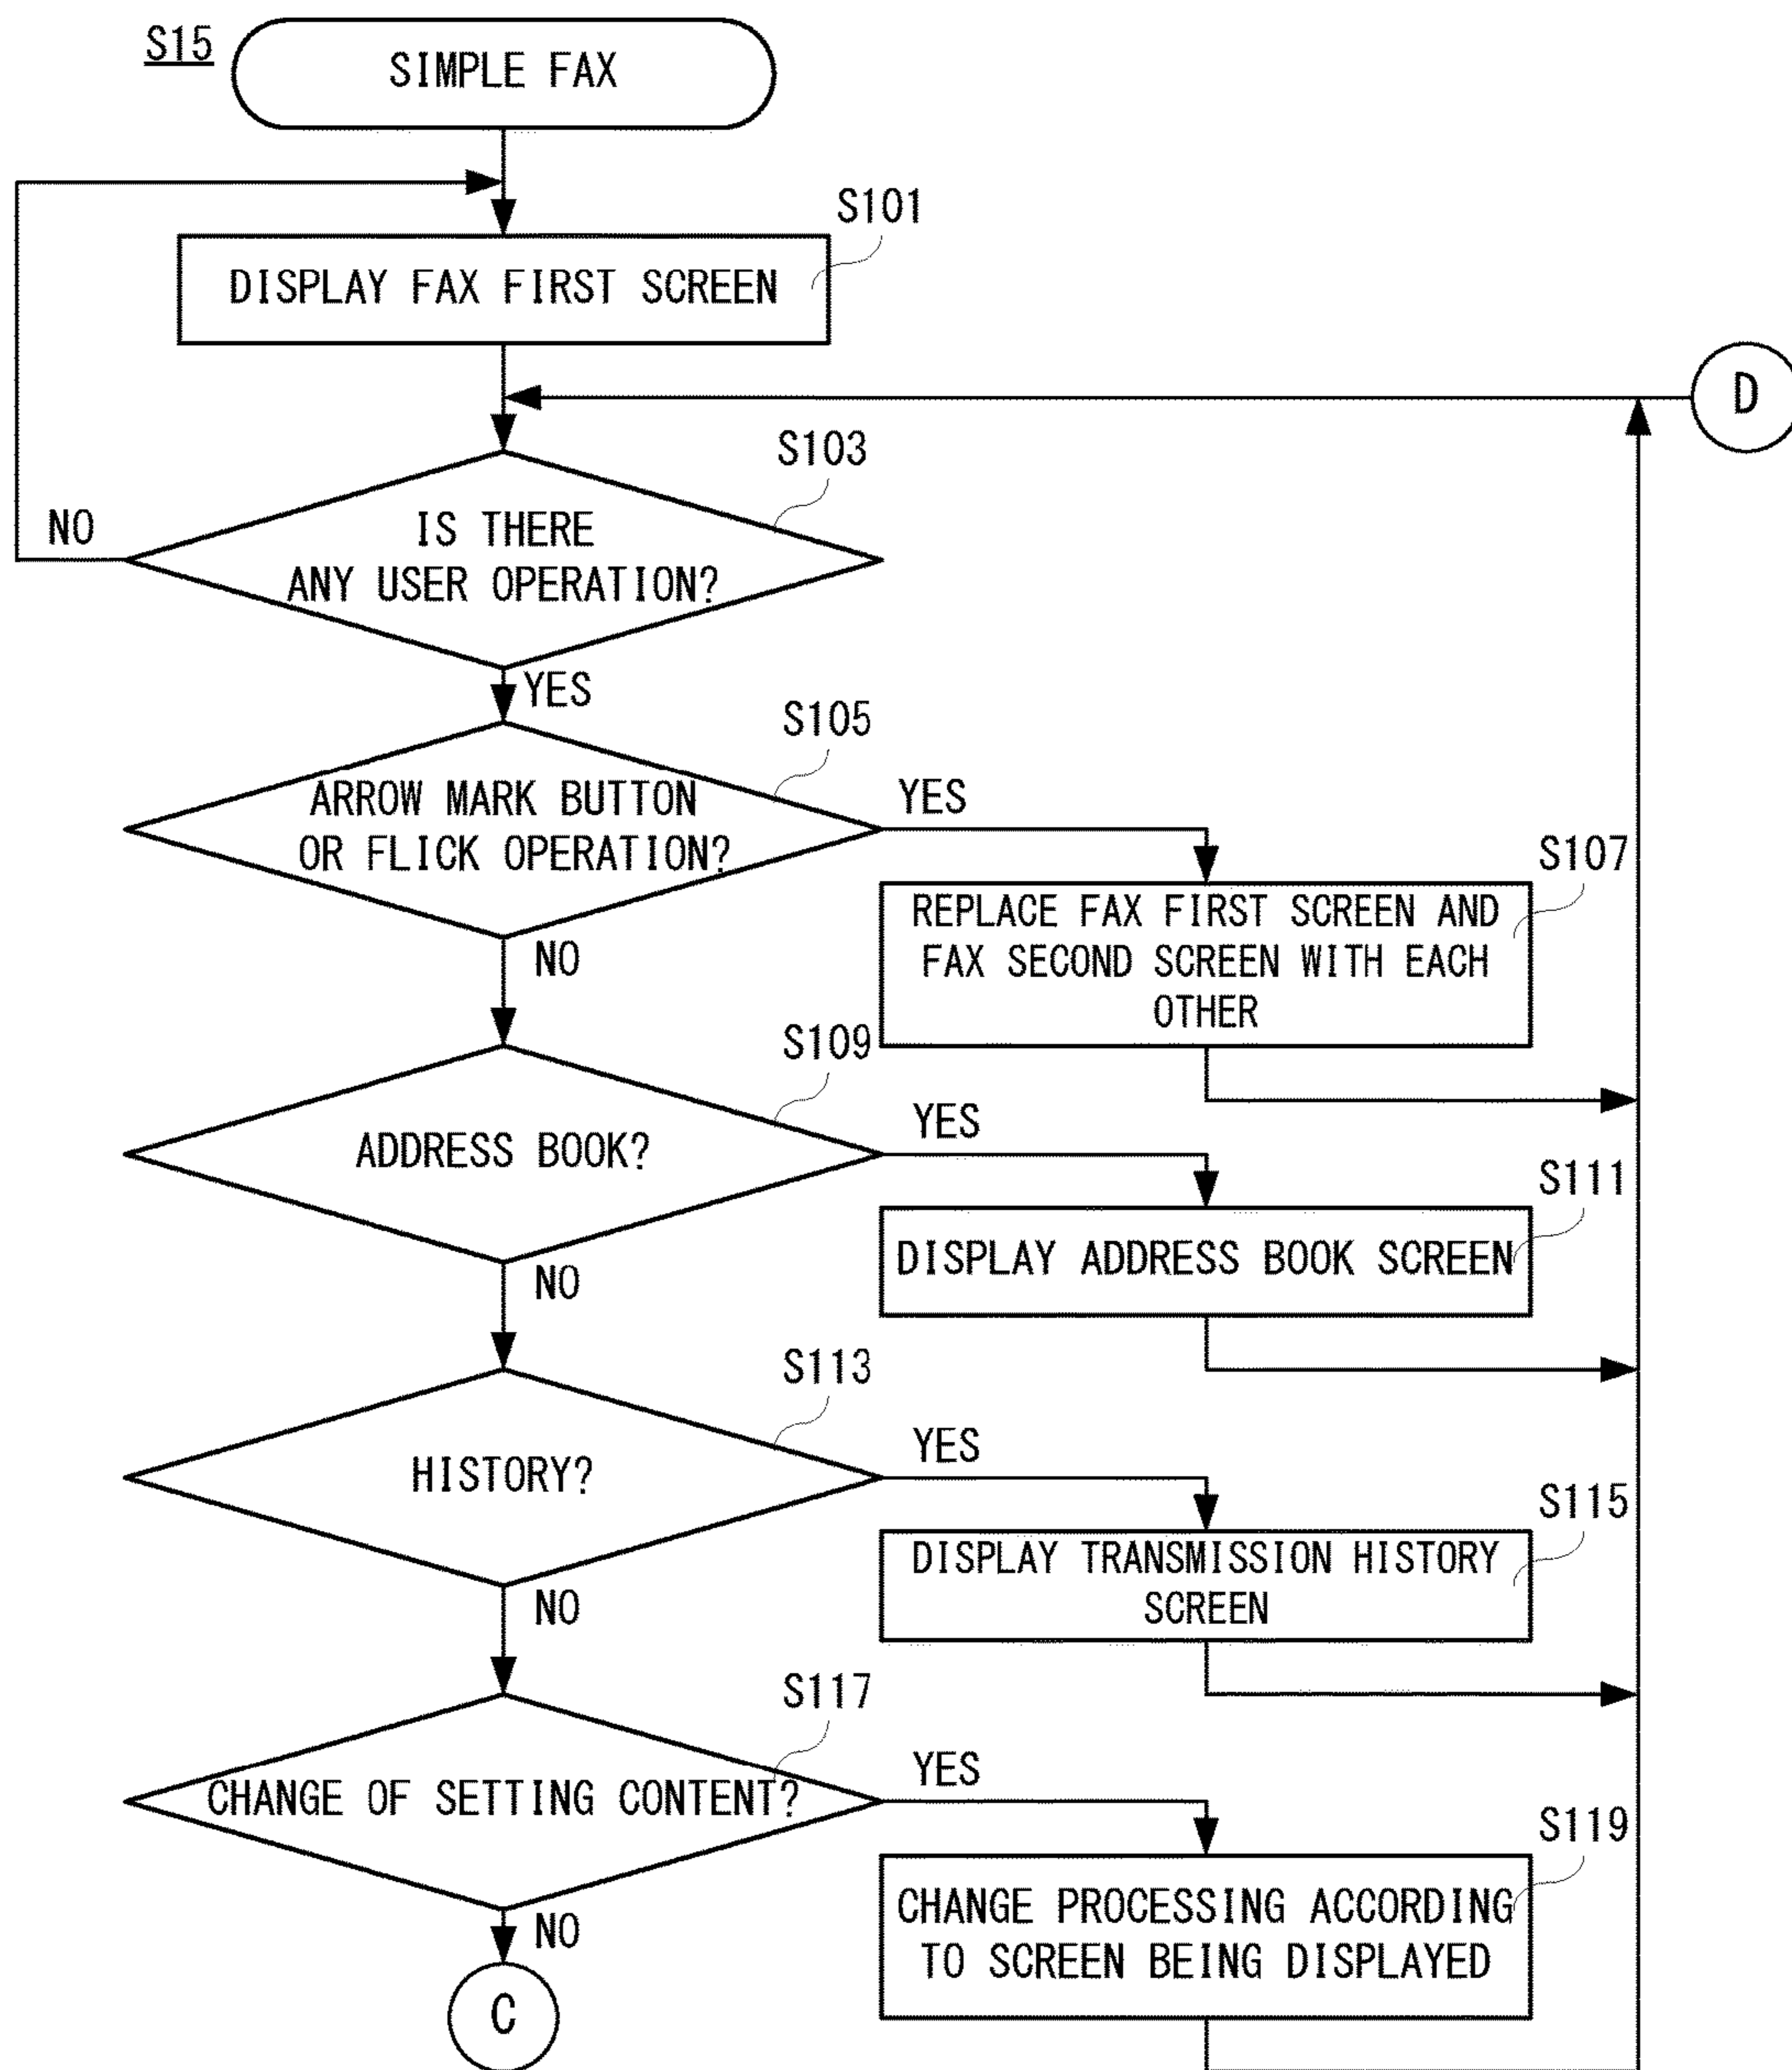 S15
SIMPLE FAX
S101
DISPLAY FAX FIRST SCREEN
D
S103
NO
IS THERE
ANY USER OPERATION?
YES
S105
ARROW MARK BUTTON
OR FLICK OPERATION?
YES
S107
REPLACE FAX FIRST SCREEN AND
FAX SECOND SCREEN WITH EACH
OTHER
NO
S109
ADDRESS BOOK?
YES
S111
DISPLAY ADDRESS BOOK SCREEN
NO
S113
HISTORY?
YES
S115
DISPLAY TRANSMISSION HISTORY
SCREEN
NO
S117
CHANGE OF SETTING CONTENT?
YES
S119
CHANGE PROCESSING ACCORDING
TO SCREEN BEING DISPLAYED
NO
C